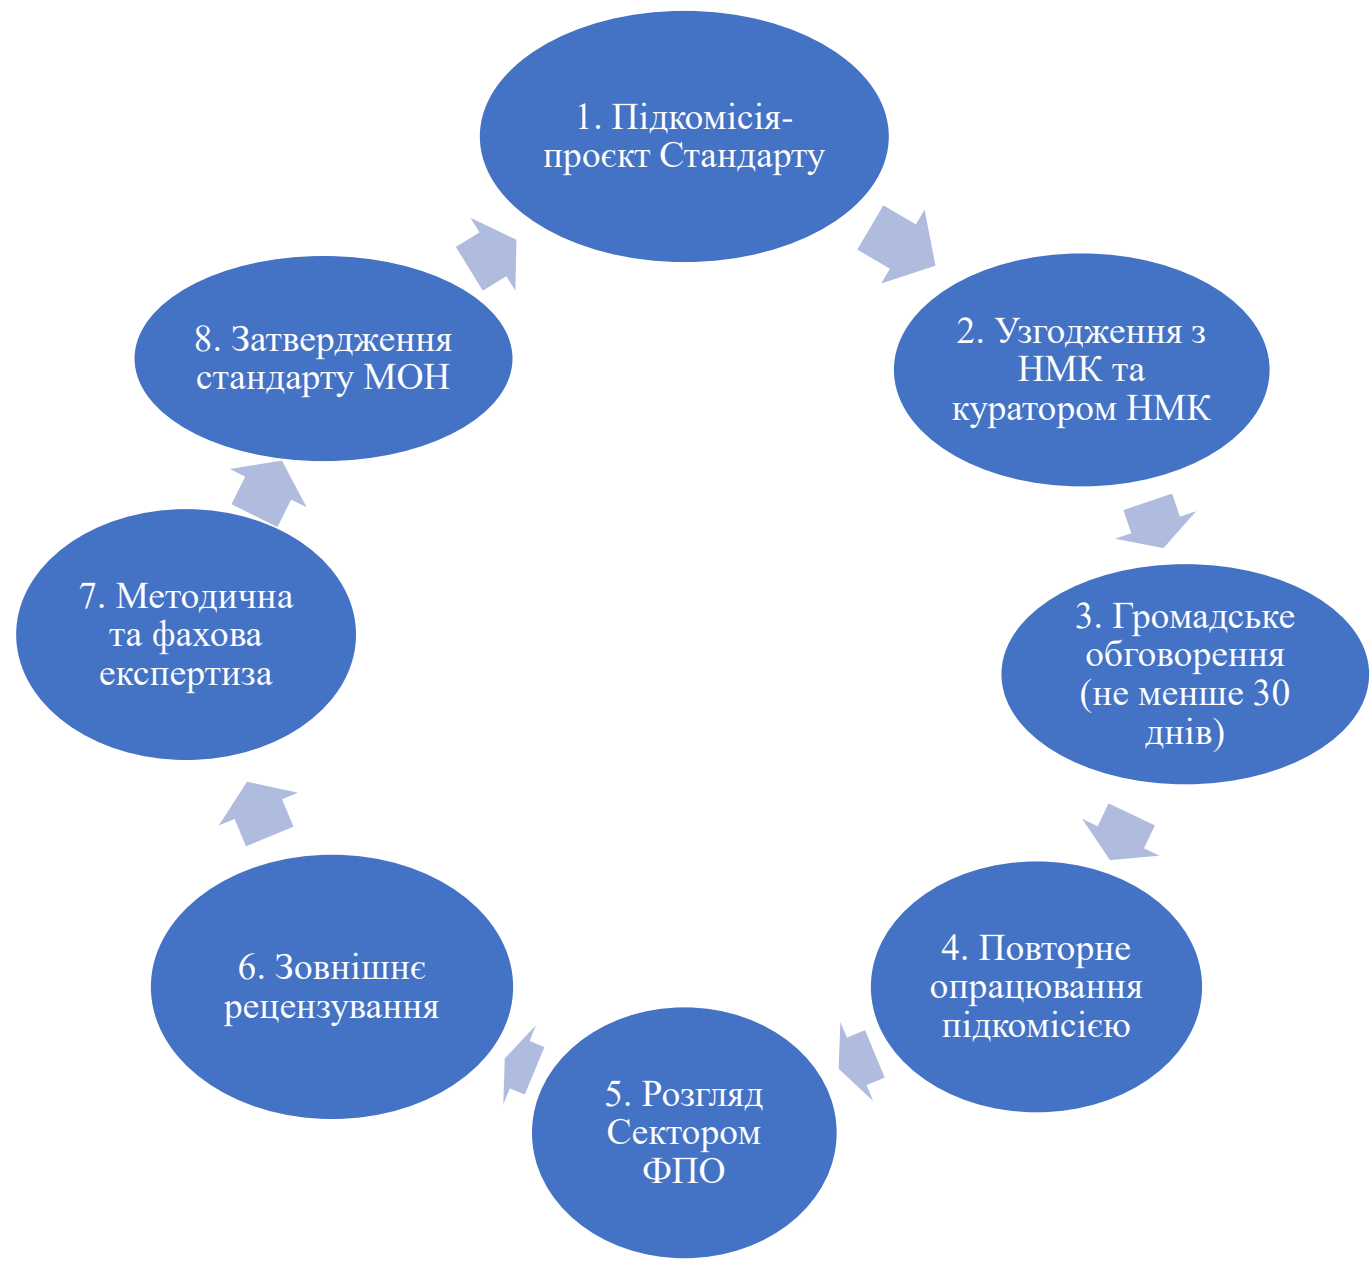 1. Підкомісія-
проєкт Стандарту
2. Узгодження з
НМК та
куратором НМК
3. Громадське
обговорення
(не менше 30
днів)
4. Повторне
опрацювання
підкомісією
5. Розгляд
Сектором
ФПО
6. Зовнішнє
рецензування
7. Методична
та фахова
експертиза
8. Затвердження
стандарту МОН